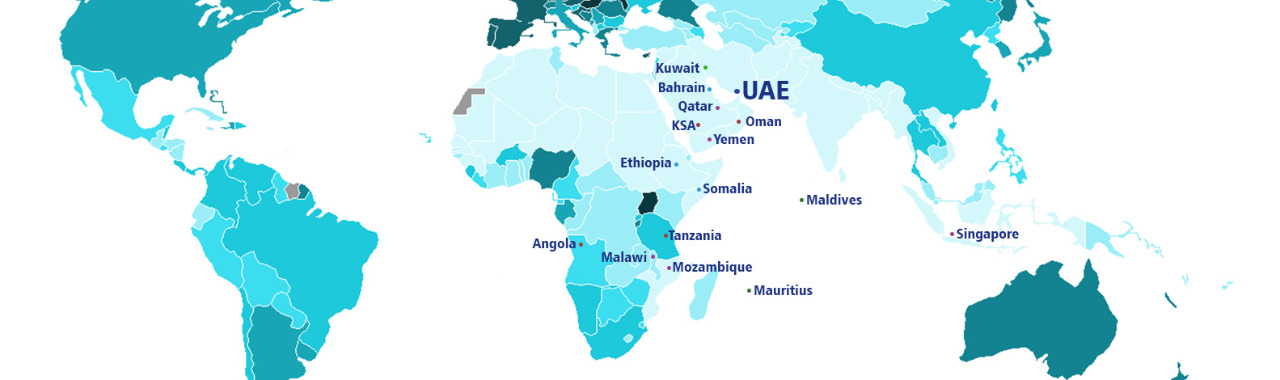 Kuwait
Bahrain
UAE
Qatar
KSA
Oman
Yemen
Ethiopia
Somalia
Maldives
Tanzania
Singapore
Angola
Malawi
Mozambique
Mauritius